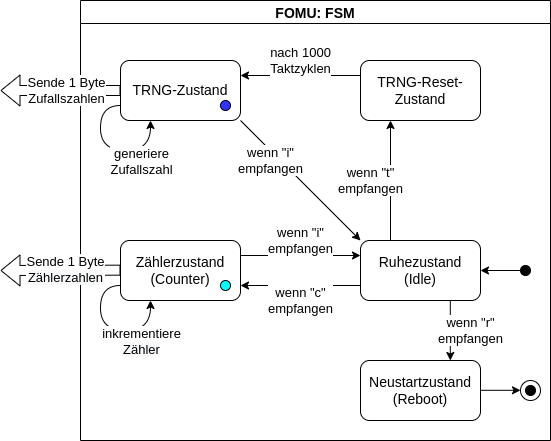 FOMU: FSM
nach 1000
Taktzyklen
Sende 1 Byte
Zufallszahlen
TRNG-Zustand
TRNG-Reset-
Zustand
generiere
Zufallszahl
wenn "i"
empfangen
wenn "t"
empfangen
Sende 1 Byte
Zählerzahlen
Zählerzustand
(Counter)
wenn "i"
empfangen
wenn "c"
empfangen
Ruhezustand
(Idle)
inkrementiere
Zähler
wenn "r"
empfangen
Neustartzustand
(Reboot)